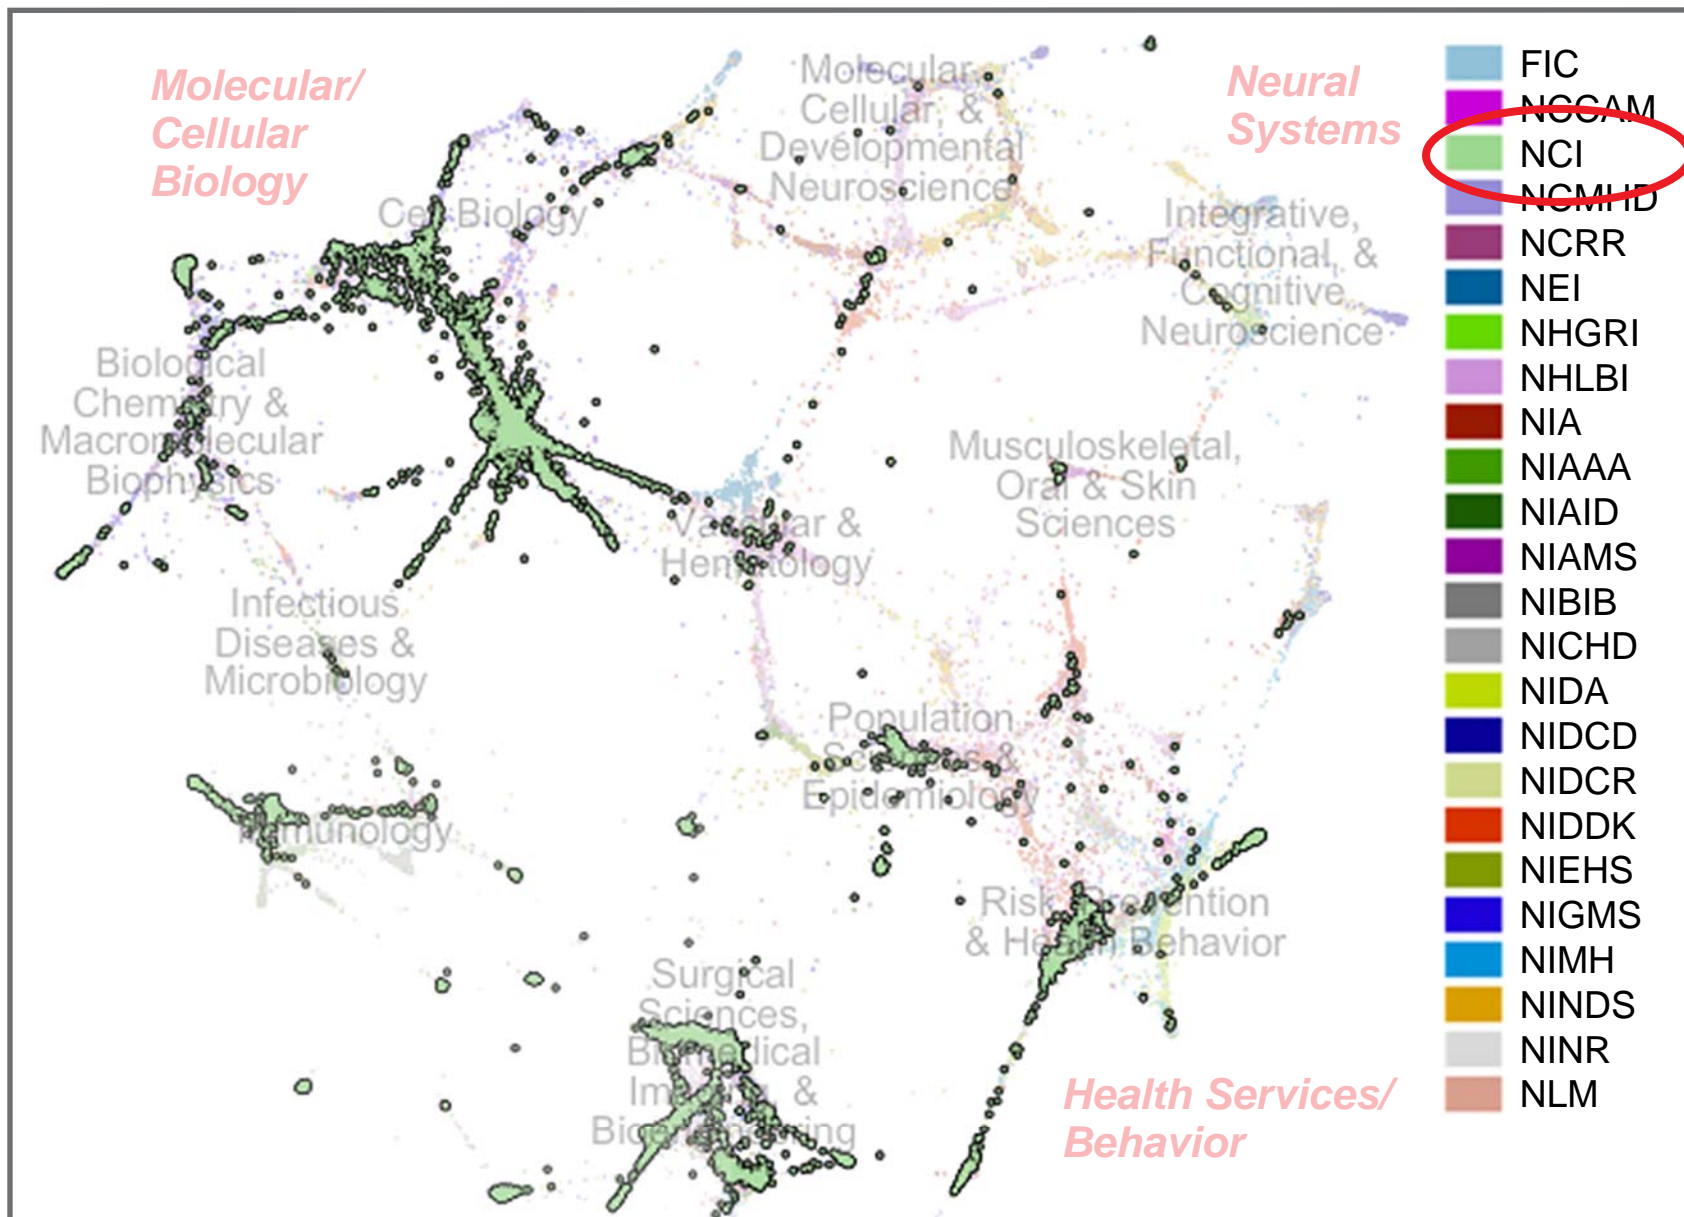 Molecular/
Cellular
Biology
Molecular,
Cellular, &
Developmental
Neuroscience
Neural
Systems
Cell Biology
Integrative,
Functional, &
Cognitive
Neuroscience
Biological
Chemistry &
Macromolecular
Biophysics
Musculoskeletal,
Oral & Skin
Sciences
Vascular &
Hematology
Infectious
Diseases &
Microbiology
Population
Sciences &
Epidemiology
Immunology
Risk, Prevention
& Health Behavior
Surgical
Sciences,
Biomedical
Imaging, &
Bioengineering
Health Services/
Behavior
FIC
NCCAM
NCI
NCMHD
NCRR
NEI
NHGRI
NHLBI
NIA
NIAAA
NIAID
NIAMS
NIBIB
NICHD
NIDA
NIDCD
NIDCR
NIDDK
NIEHS
NIGMS
NIMH
NINDS
NINR
NLM